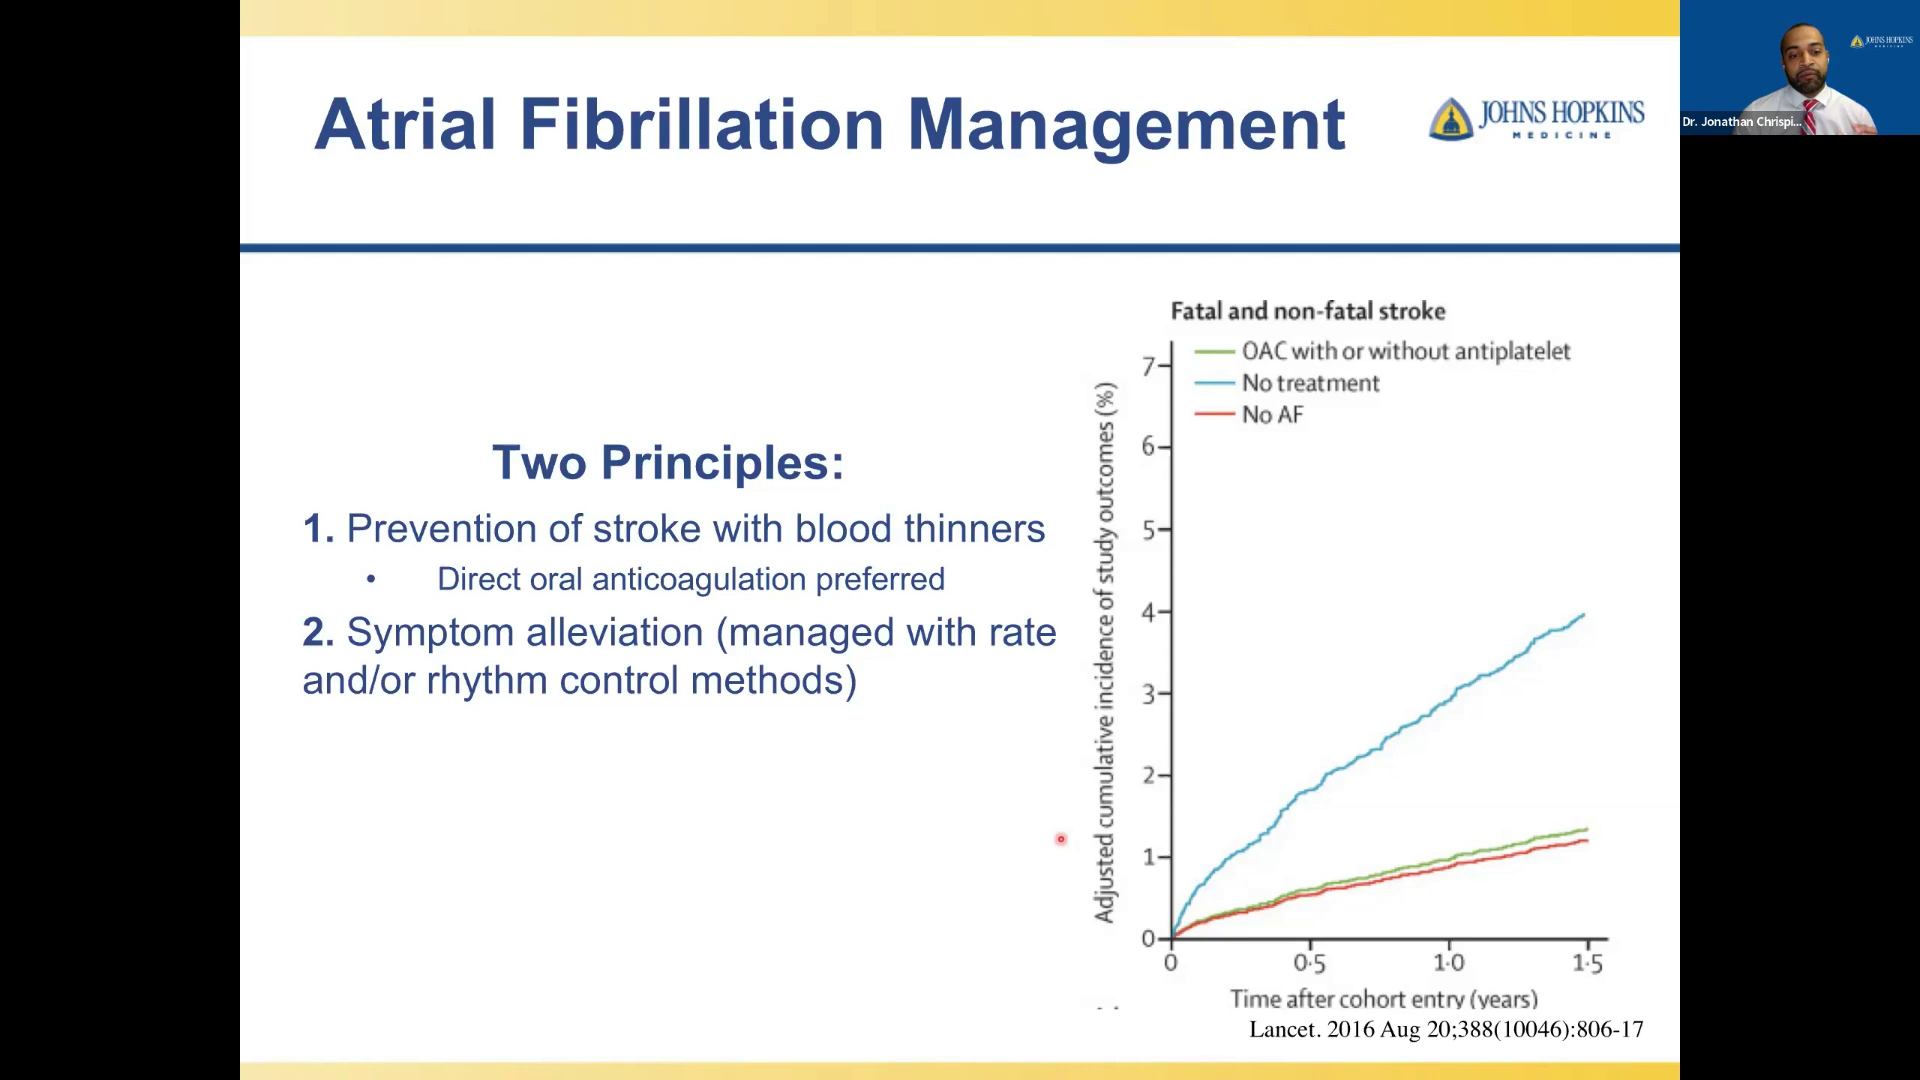 Atrial Fibrillation Management
JOHNS HOPKINS
MEDICINE
JOHNS HOPKINS
MEDICINE
Dr. Jonathan Chrispi...
Two Principles:
1. Prevention of stroke with blood thinners
• Direct oral anticoagulation preferred
2. Symptom alleviation (managed with rate
and/or rhythm control methods)
Fatal and non-fatal stroke
OAC with or without antiplatelet
No treatment
No AF
Adjusted cumulative incidence of study outcomes (%)
7
6
5
4
3
2
1
0
0 0·5 1·0 1·5
Time after cohort entry (years)
Lancet. 2016 Aug 20;388(10046):806-17